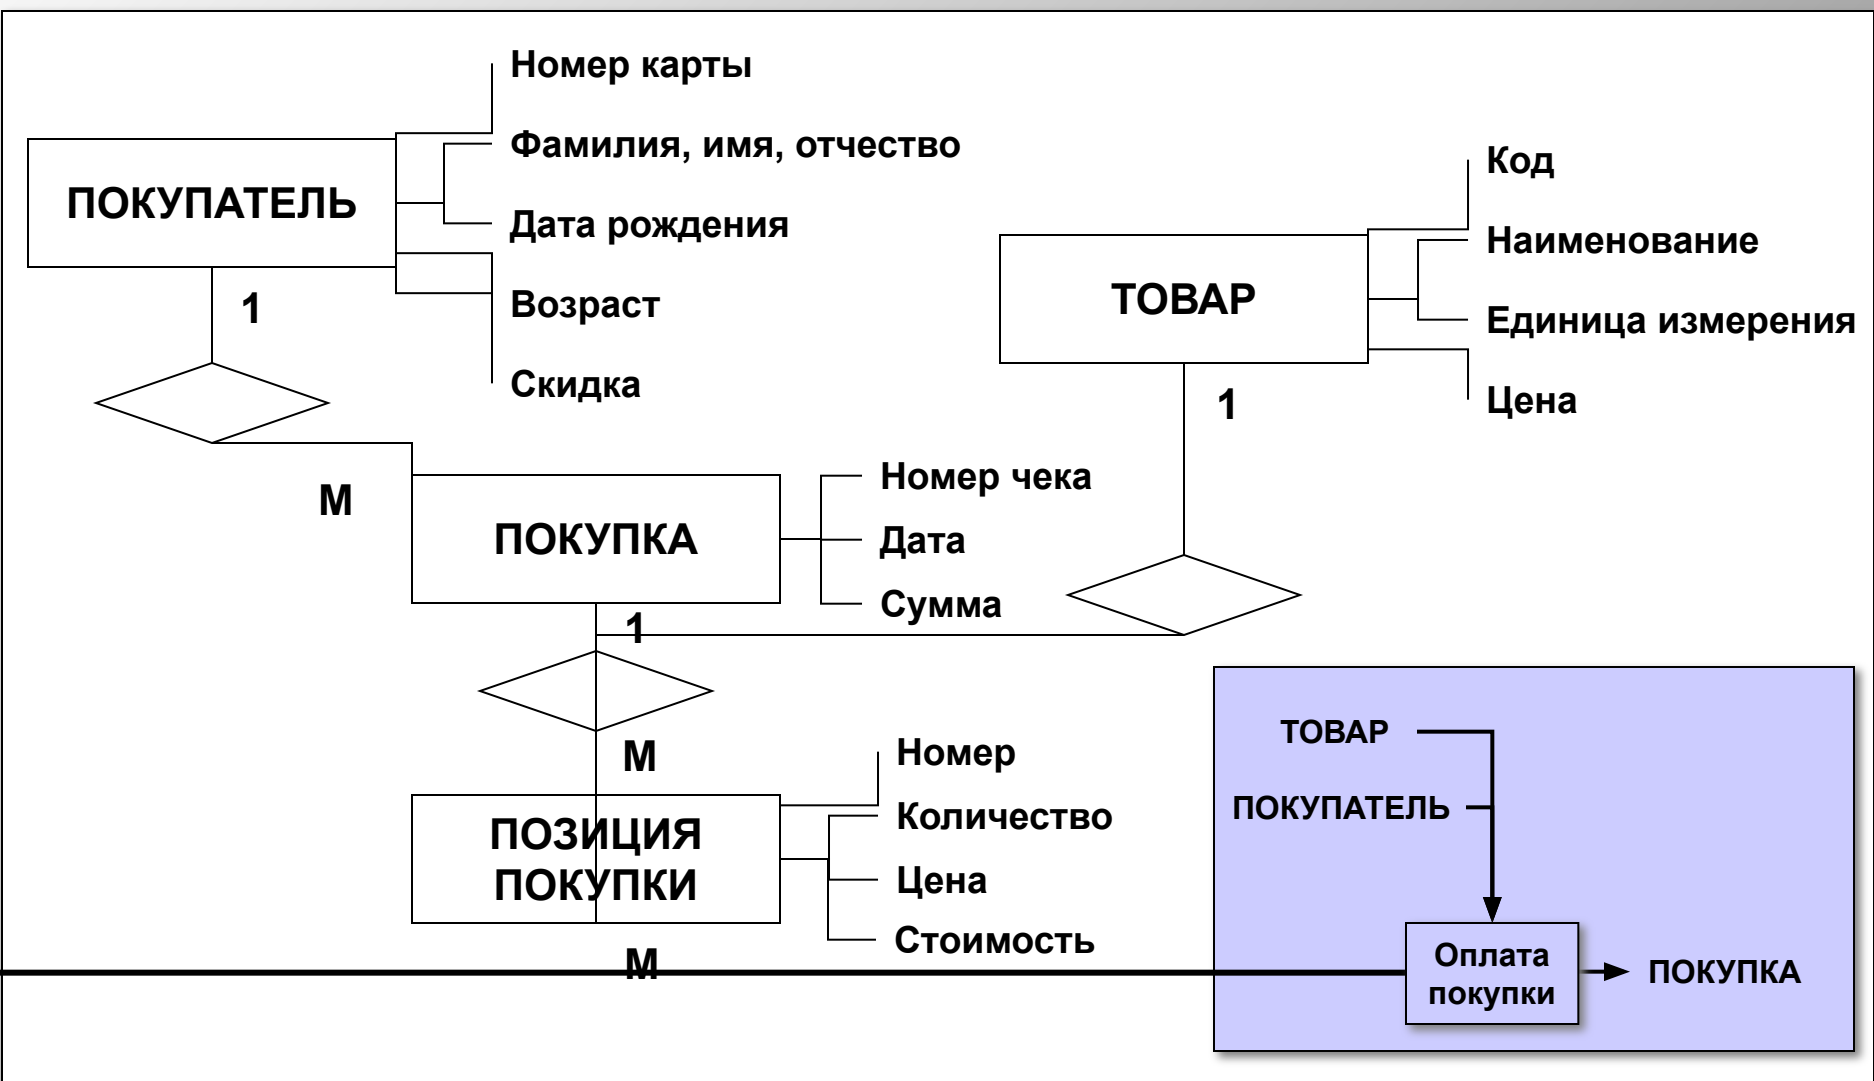 Номер карты
Фамилия, имя, отчество
ПОКУПАТЕЛЬ
Дата рождения
1
Возраст
Скидка
Код
Наименование
ТОВАР
Единица измерения
1
Цена
М
Номер чека
ПОКУПКА
Дата
Сумма
1
М
Номер
ПОЗИЦИЯ
ПОКУПКИ
Количество
Цена
Стоимость
М
ТОВАР
ПОКУПАТЕЛЬ
Оплата
покупки
ПОКУПКА